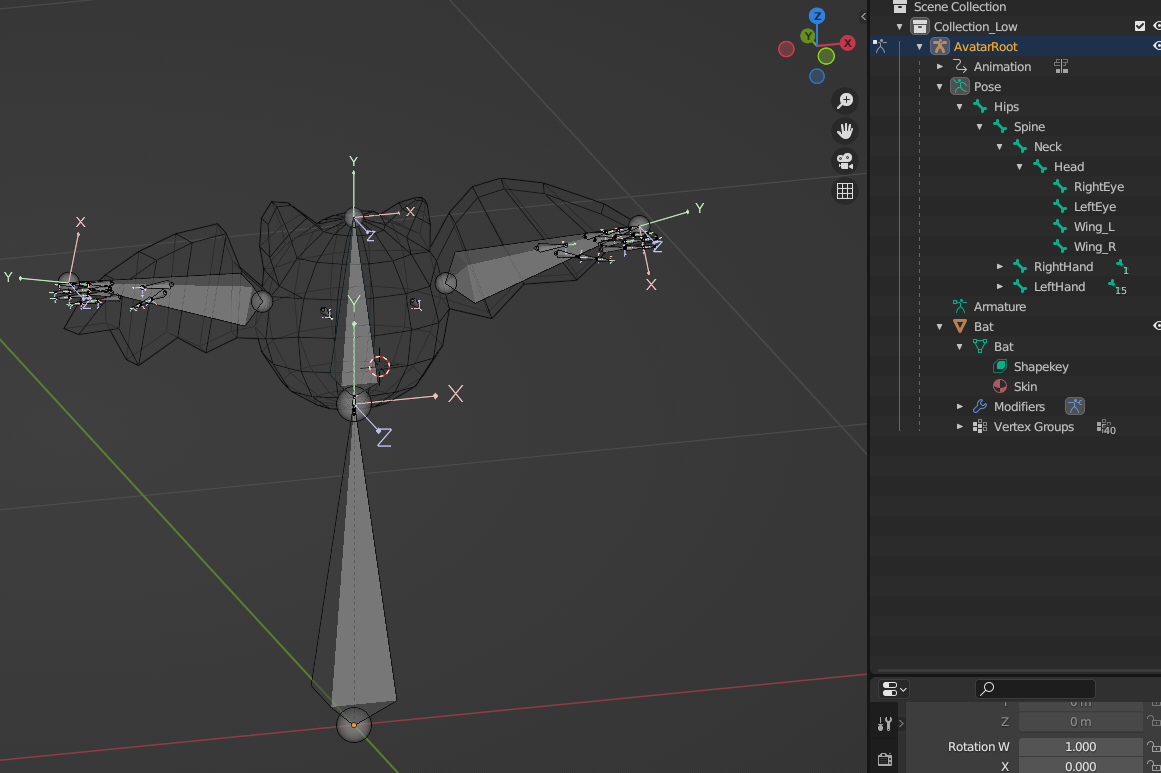 Scene Collection
Collection_Low
AvatarRoot
Animation
Pose
Hips
Spine
Neck
Head
RightEye
LeftEye
Wing_L
Wing_R
RightHand 1
LeftHand 15
Armature
Bat
Bat
Shapekey
Skin
Modifiers
Vertex Groups 40
Z
Y
X
Y
X
Z
X
Y
Z
Y
Z
X
Y
X
Z
Z 0 m
Rotation W 1.000
X 0.000